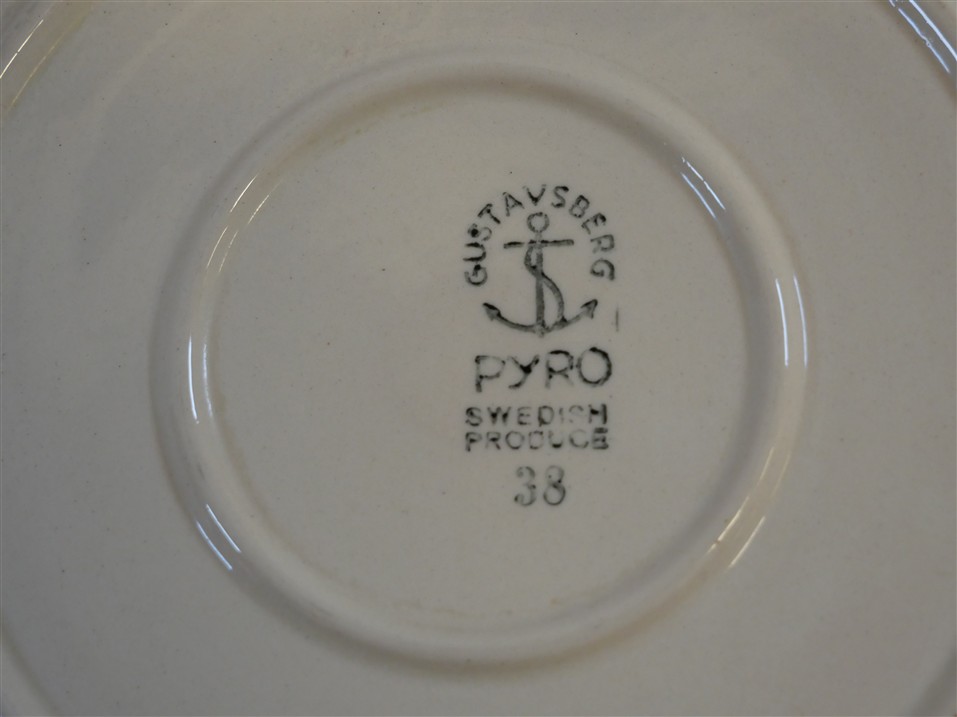 GUSTAVSBERG
PYRO
SWEDISH
PRODUCE
38